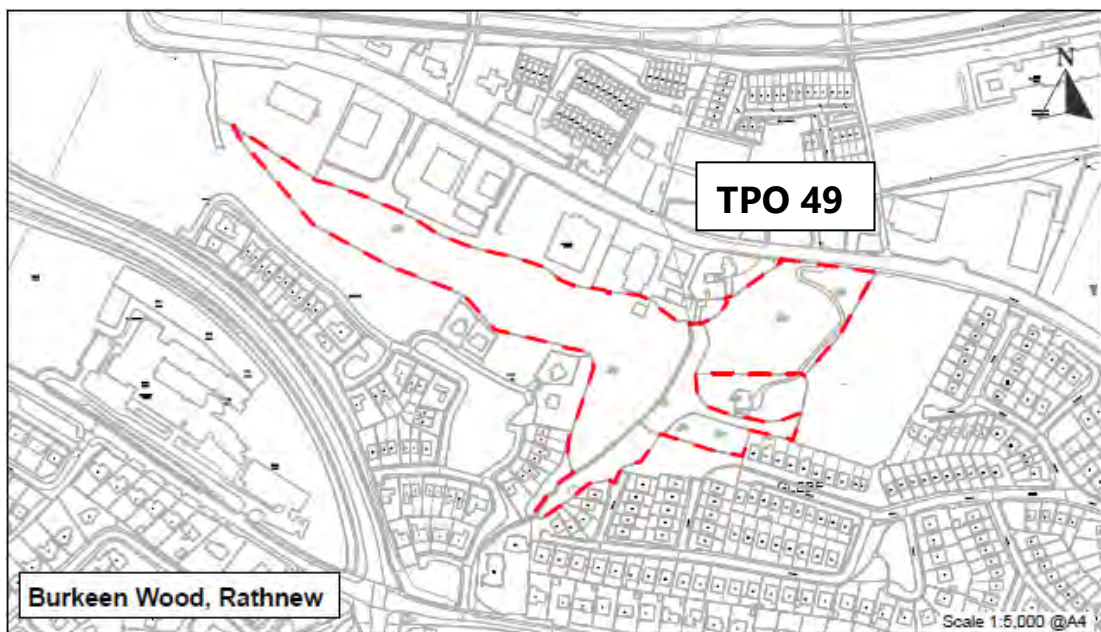 N
TPO 49
GLEBE
Burkeen Wood, Rathnew
Scale 1:5,000 @A4